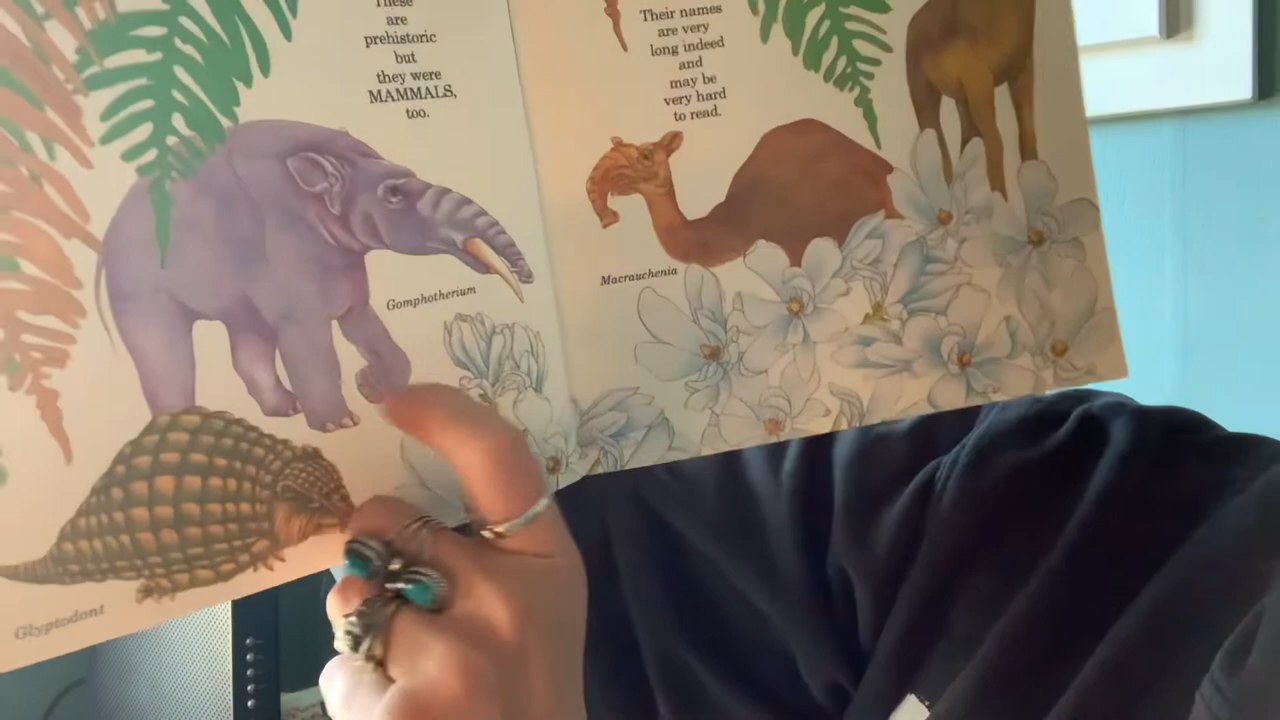 These
are
prehistoric
but
they were
MAMMALS,
too.
Gomphotherium
Glyptodont
Their names
are very
long indeed
and
may be
very hard
to read.
Macrauchenia